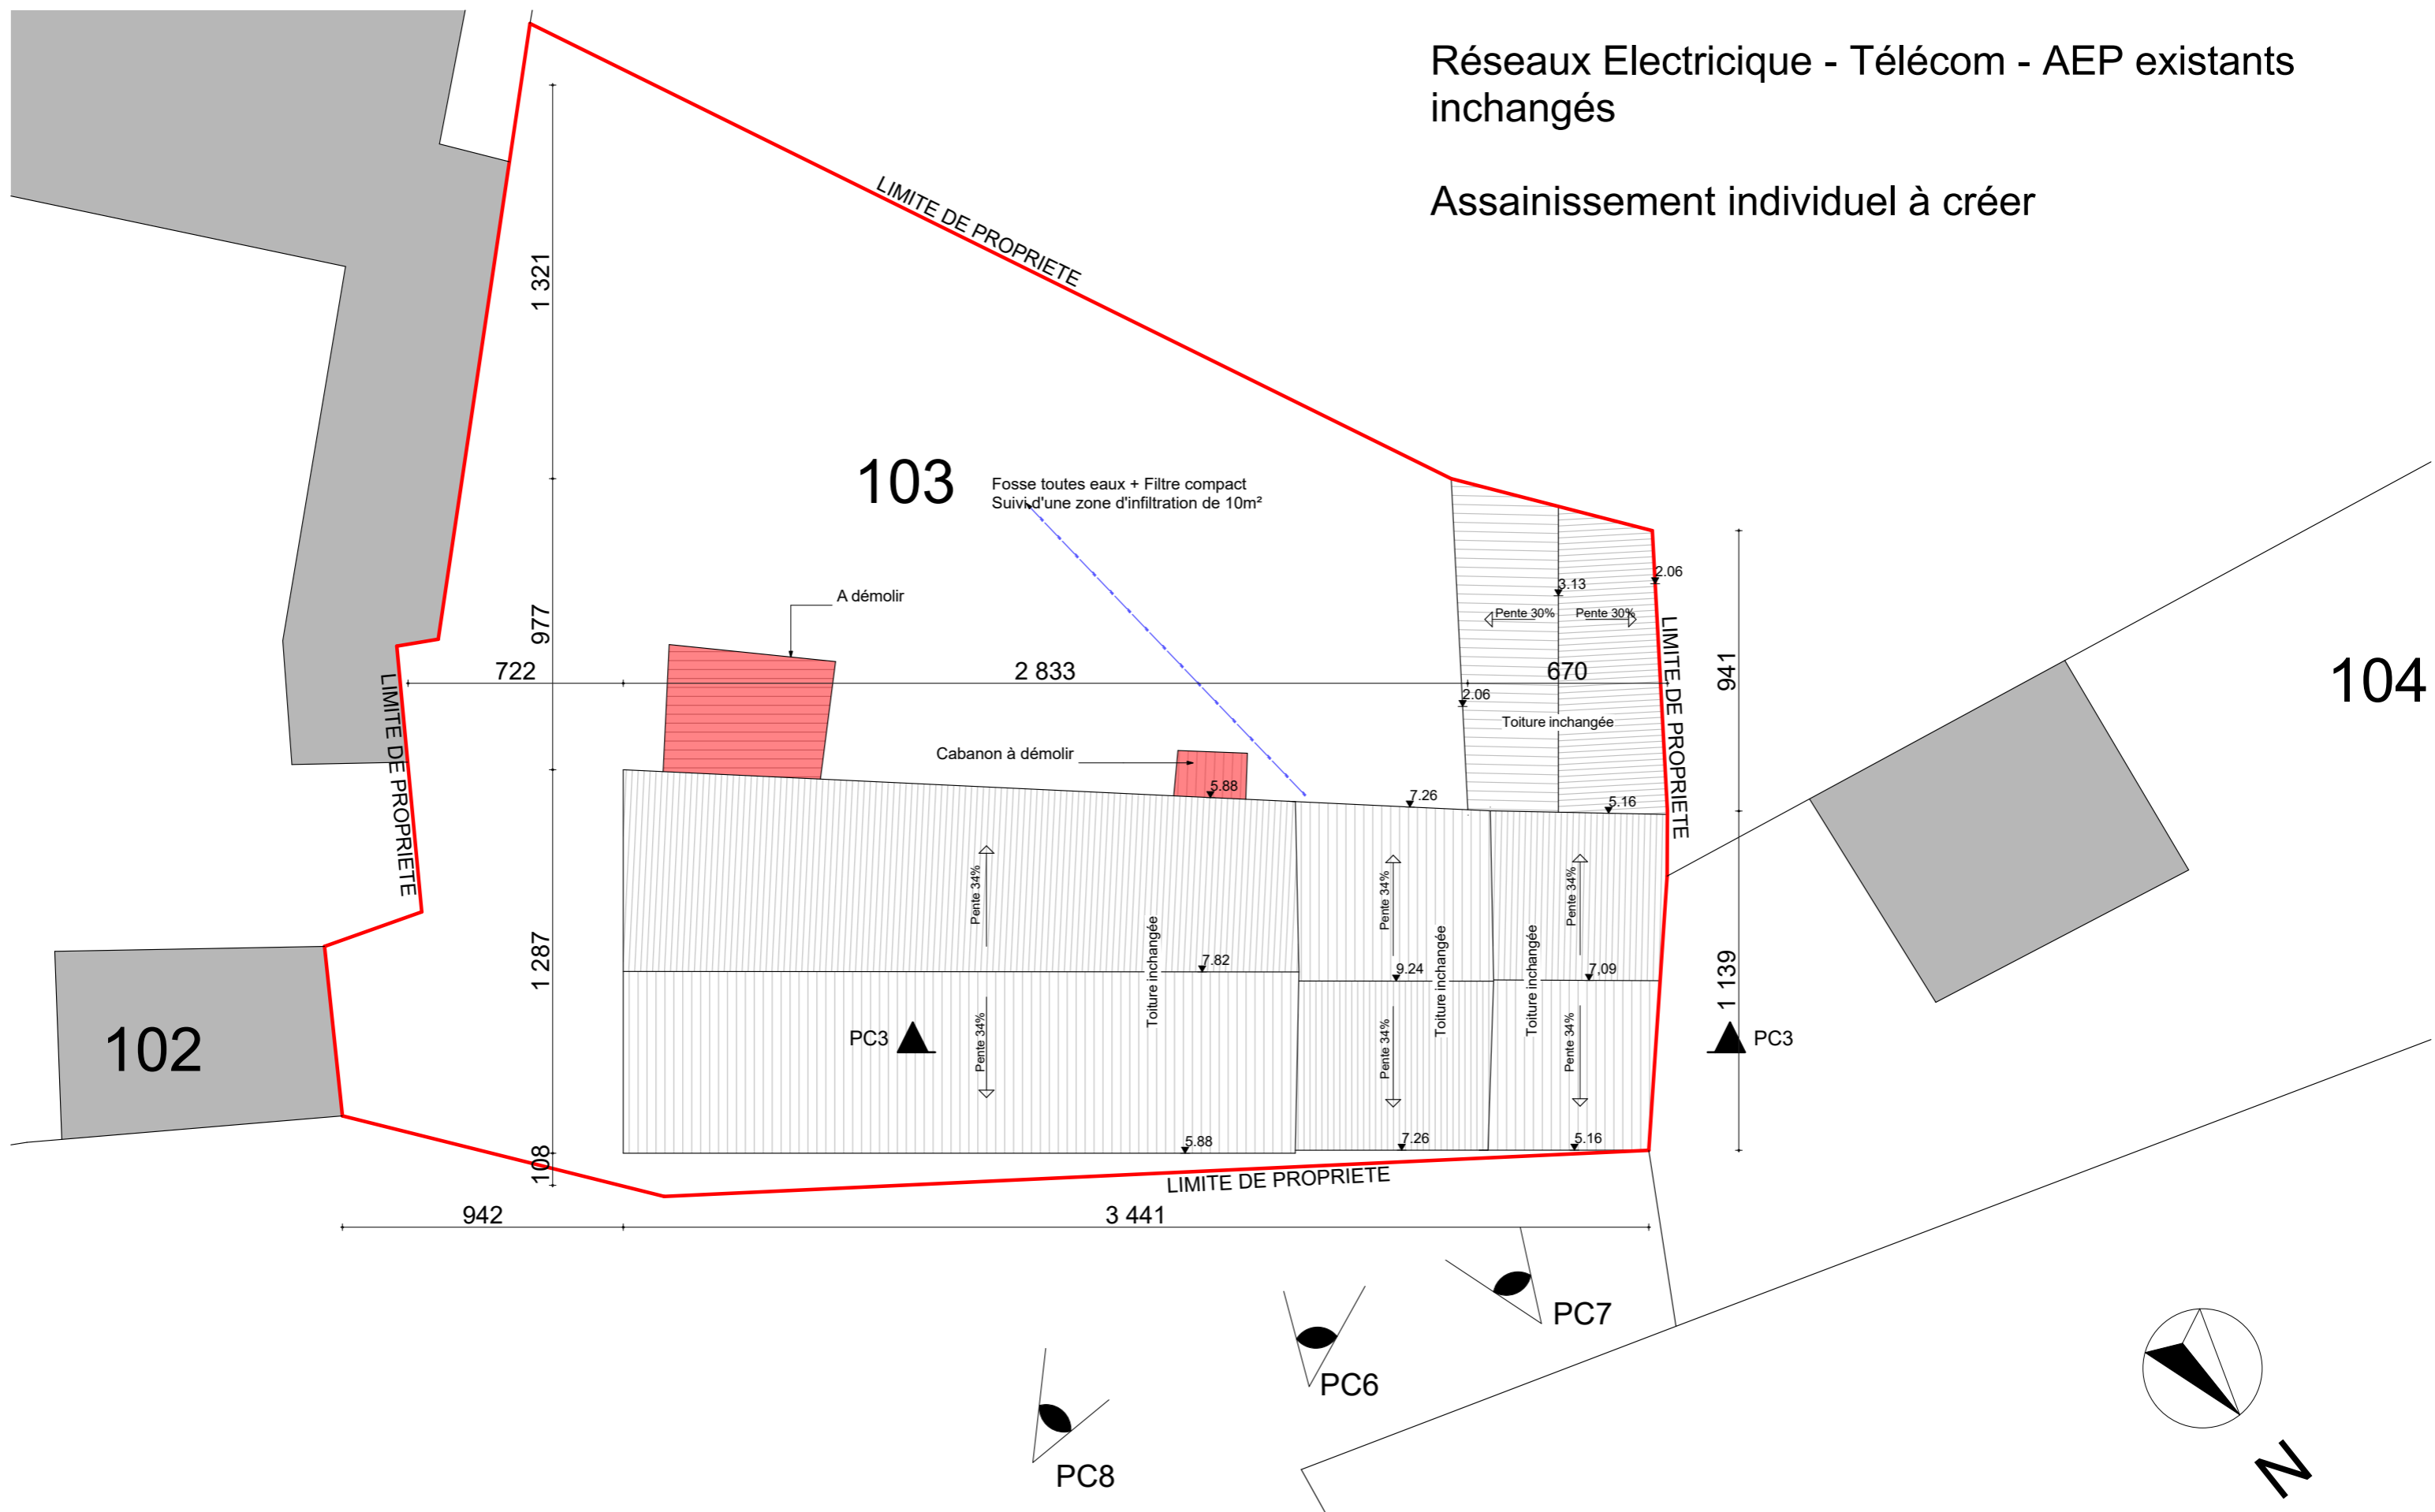 Réseaux Electricique - Télécom - AEP existants
inchangés
Assainissement individuel à créer
LIMITE DE PROPRIETE
1 321
103
Fosse toutes eaux + Filtre compact
Suivi d'une zone d'infiltration de 10m²
A démolir
977
722
2 833
670
3.13
2.06
Pente 30%
Pente 30%
2.06
Toiture inchangée
LIMITE DE PROPRIETE
941
104
LIMITE DE PROPRIETE
Cabanon à démolir
5.88
7.26
5.16
Pente 34%
Pente 34%
Pente 34%
1 287
Toiture inchangée
Toiture inchangée
Toiture inchangée
7.82
9.24
7,09
1 139
102
PC3
PC3
Pente 34%
Pente 34%
Pente 34%
5.88
7.26
5.16
108
LIMITE DE PROPRIETE
942
3 441
PC7
PC6
PC8
N